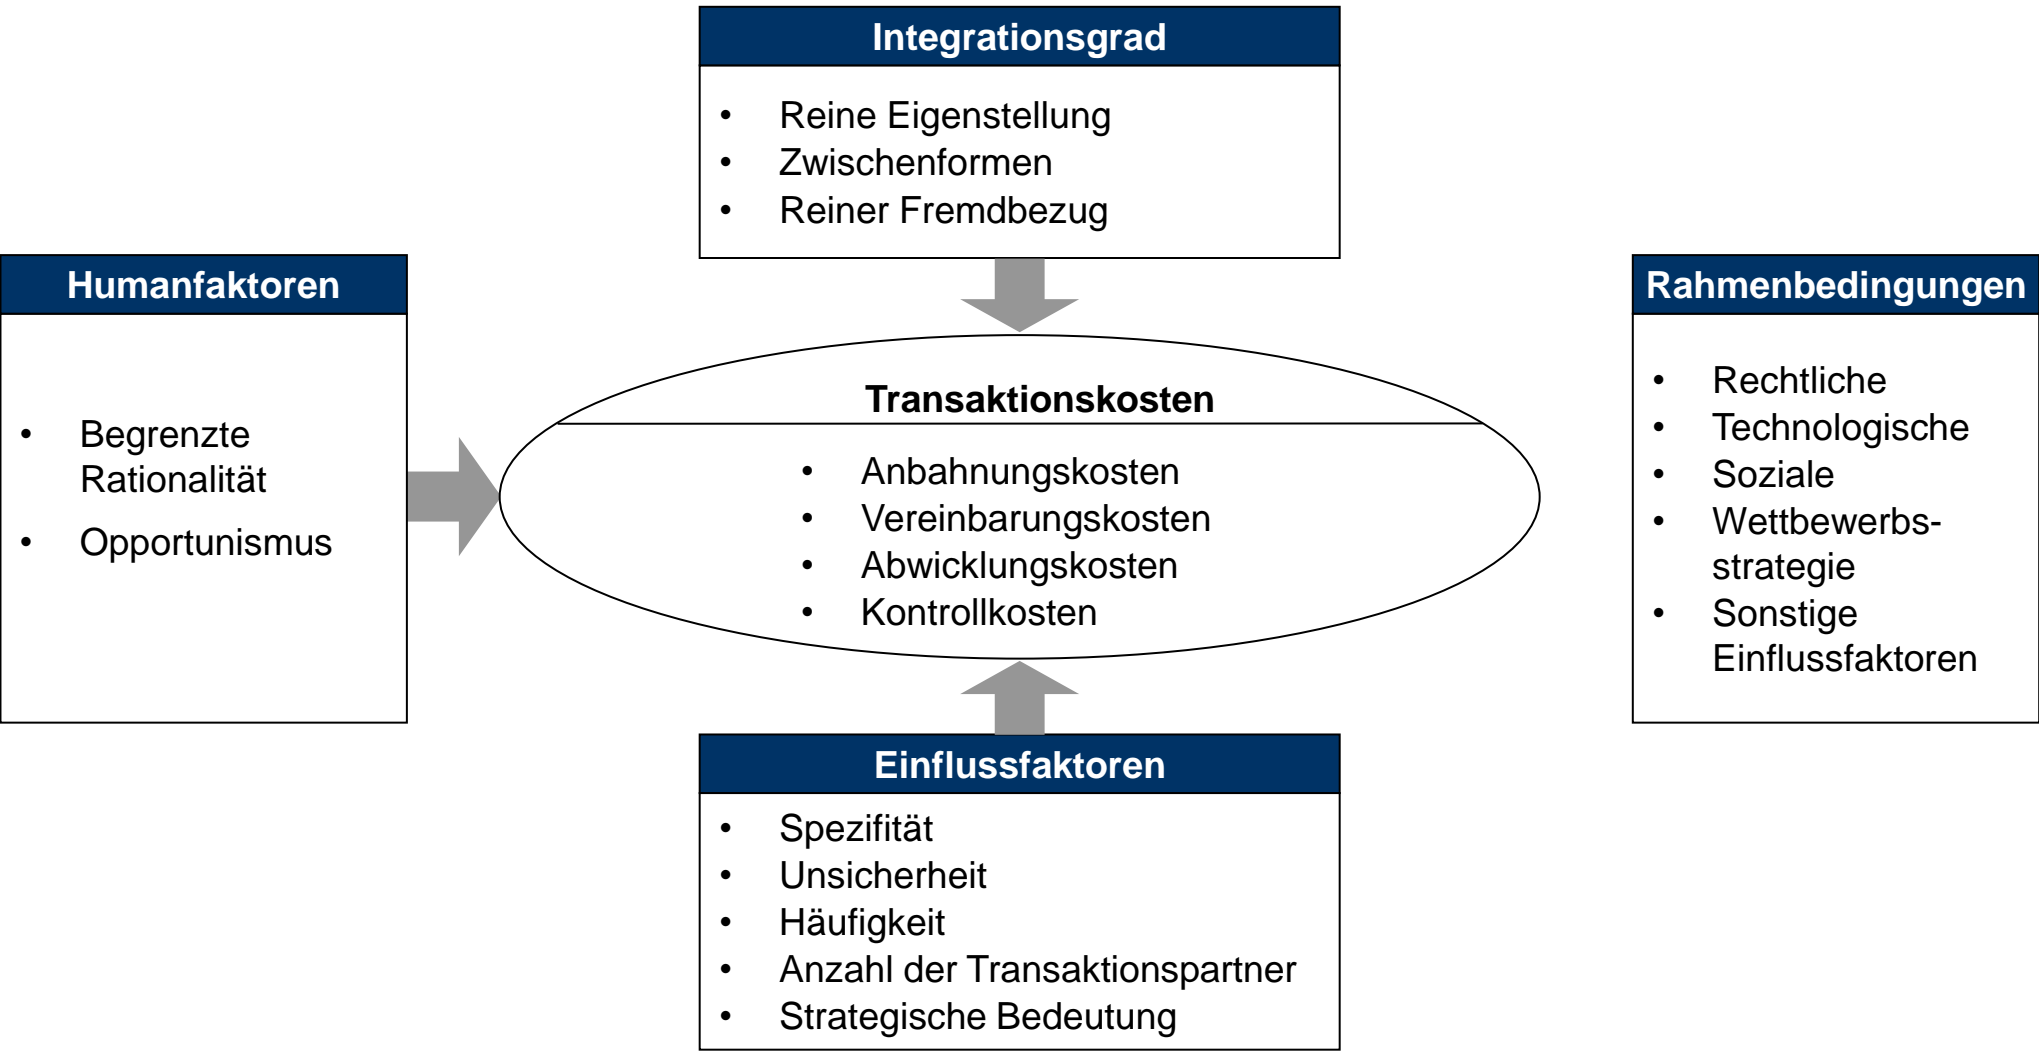 Integrationsgrad
• Reine Eigenstellung
• Zwischenformen
• Reiner Fremdbezug
Humanfaktoren
• Begrenzte
Rationalität
• Opportunismus
Transaktionskosten
• Anbahnungskosten
• Vereinbarungskosten
• Abwicklungskosten
• Kontrollkosten
Rahmenbedingungen
• Rechtliche
• Technologische
• Soziale
• Wettbewerbs-
strategie
• Sonstige
Einflussfaktoren
Einflussfaktoren
• Spezifität
• Unsicherheit
• Häufigkeit
• Anzahl der Transaktionspartner
• Strategische Bedeutung